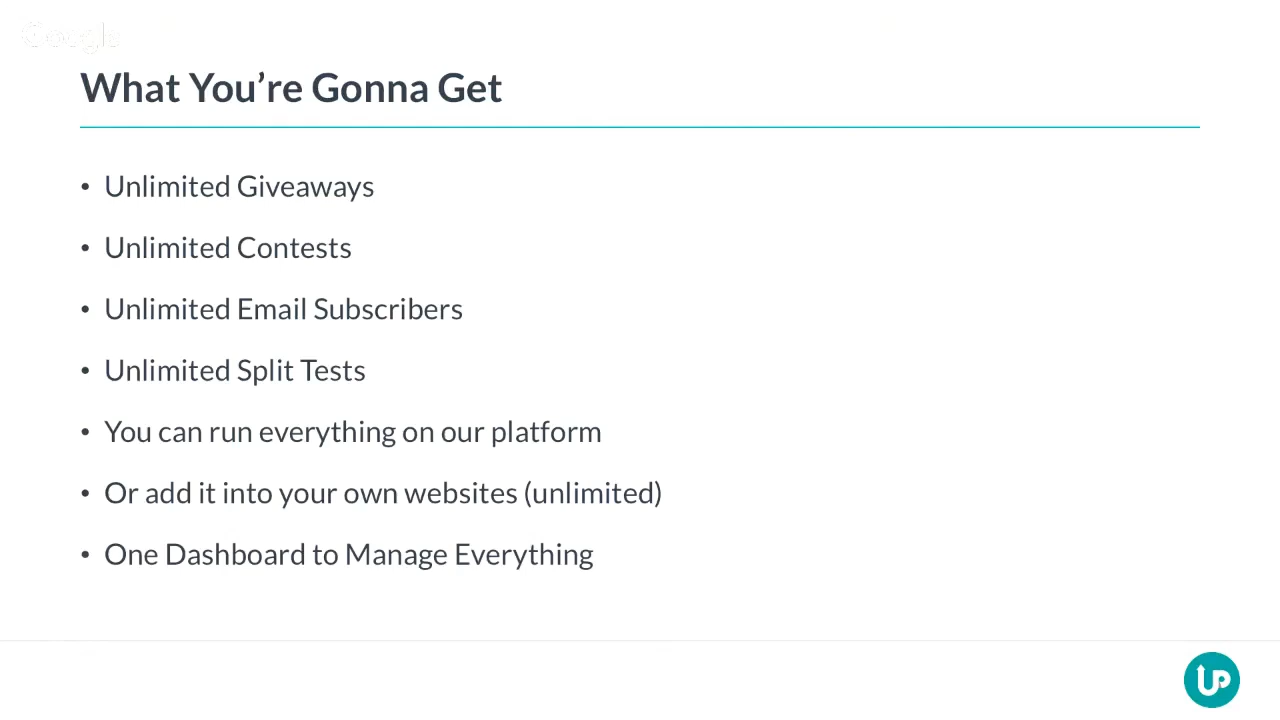 What You’re Gonna Get
• Unlimited Giveaways
• Unlimited Contests
• Unlimited Email Subscribers
• Unlimited Split Tests
• You can run everything on our platform
• Or add it into your own websites (unlimited)
• One Dashboard to Manage Everything
UP